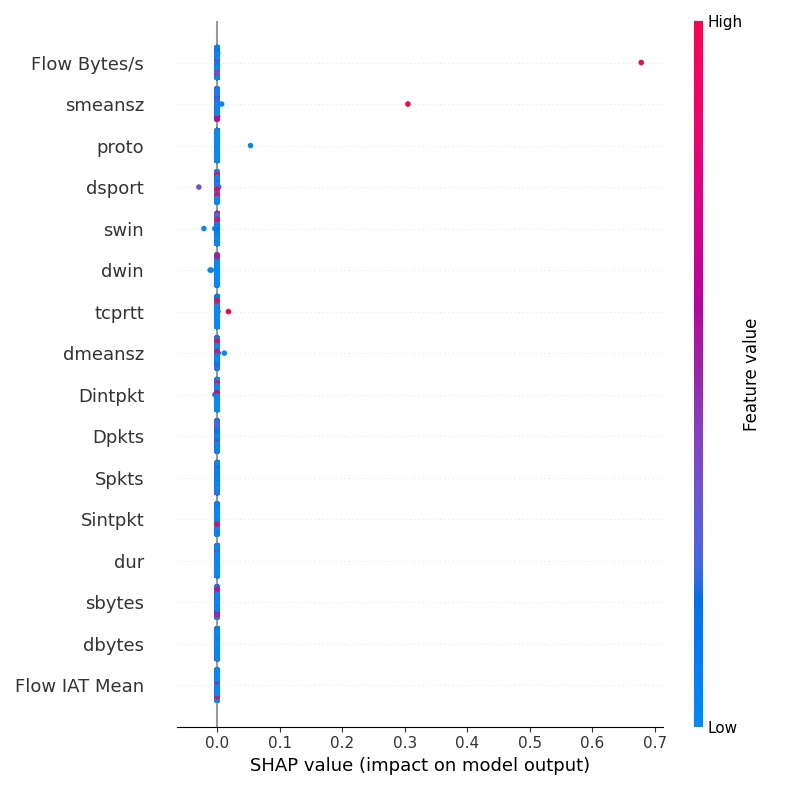 High
Flow Bytes/s
smeansz
proto
dsport
swin
dwin
tcprtt
dmeansz
Dintpkt
Dpkts
Spkts
Sintpkt
dur
sbytes
dbytes
Flow IAT Mean
Feature value
Low
0.0 0.1 0.2 0.3 0.4 0.5 0.6 0.7
SHAP value (impact on model output)